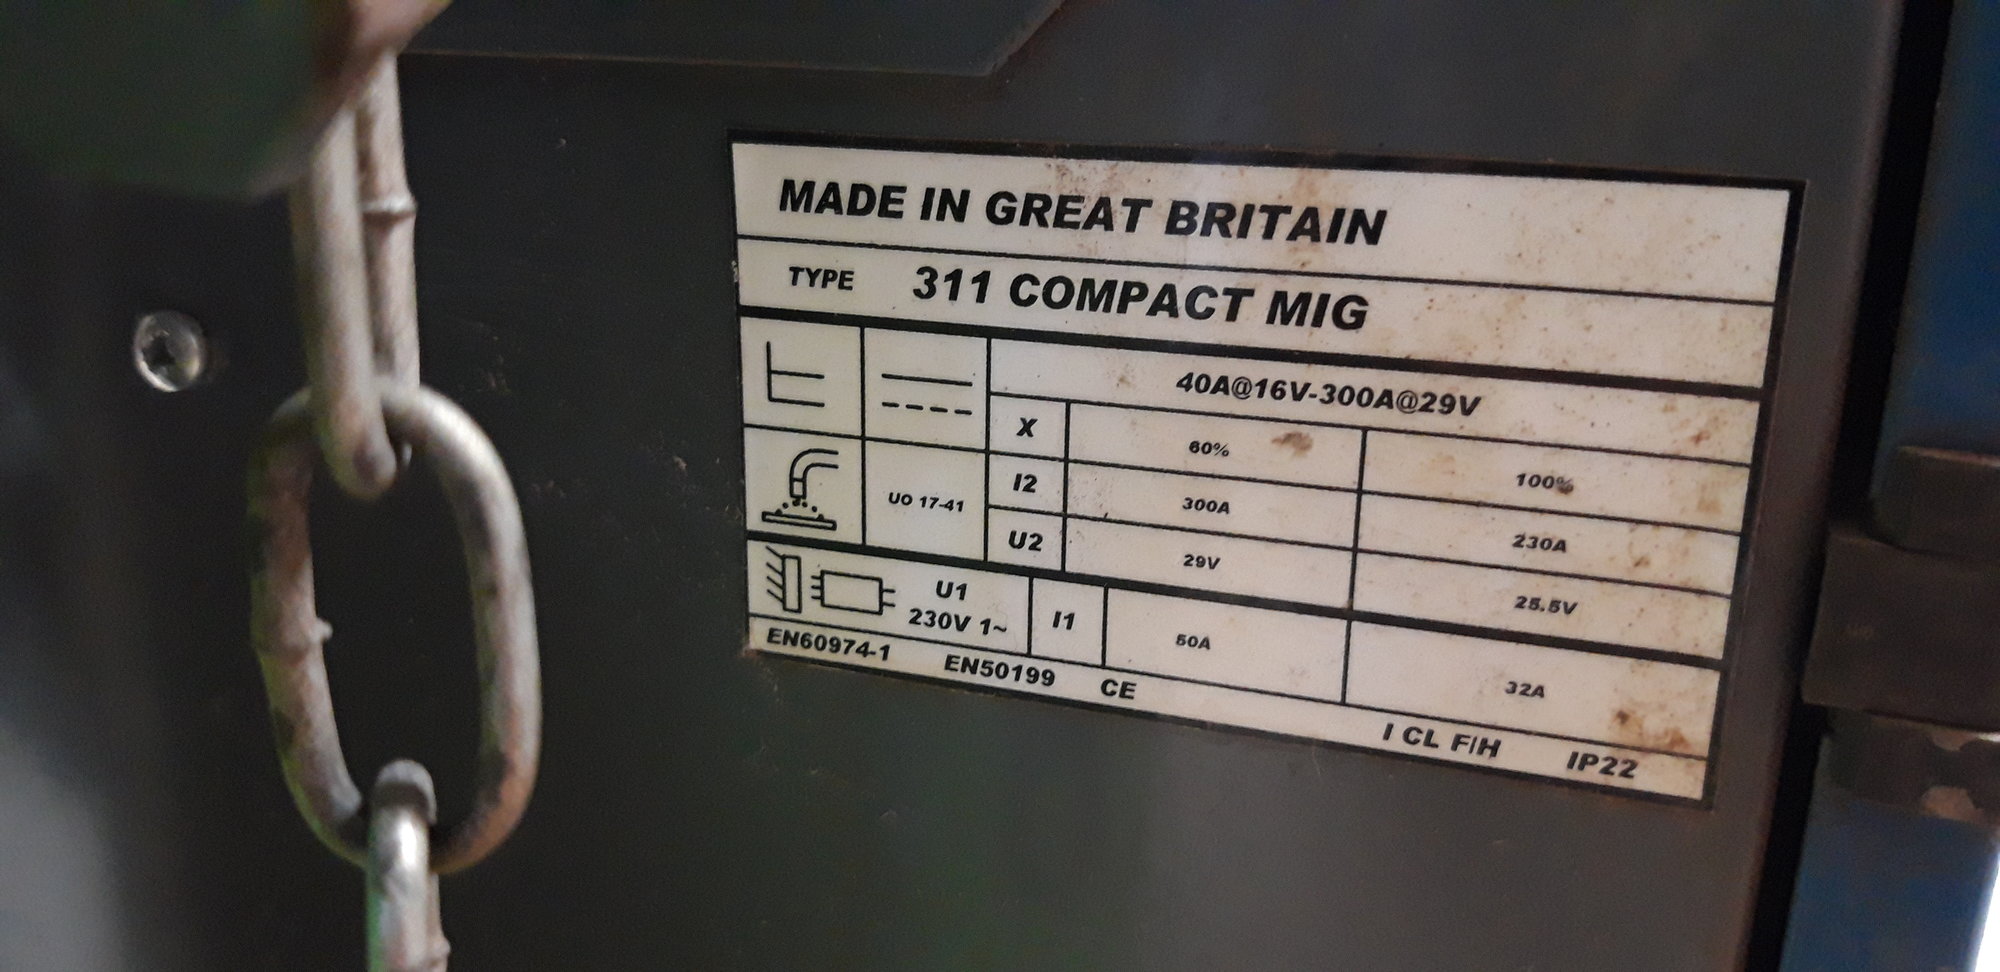 MADE IN GREAT BRITAIN
TYPE 311 COMPACT MIG
40A@16V-300A@29V
X 60% 100%
UO 17-41
I2 300A 230A
U2 29V 25.5V
U1
230V 1~ I1 50A 32A
EN60974-1 EN50199 CE I CL F/H IP22